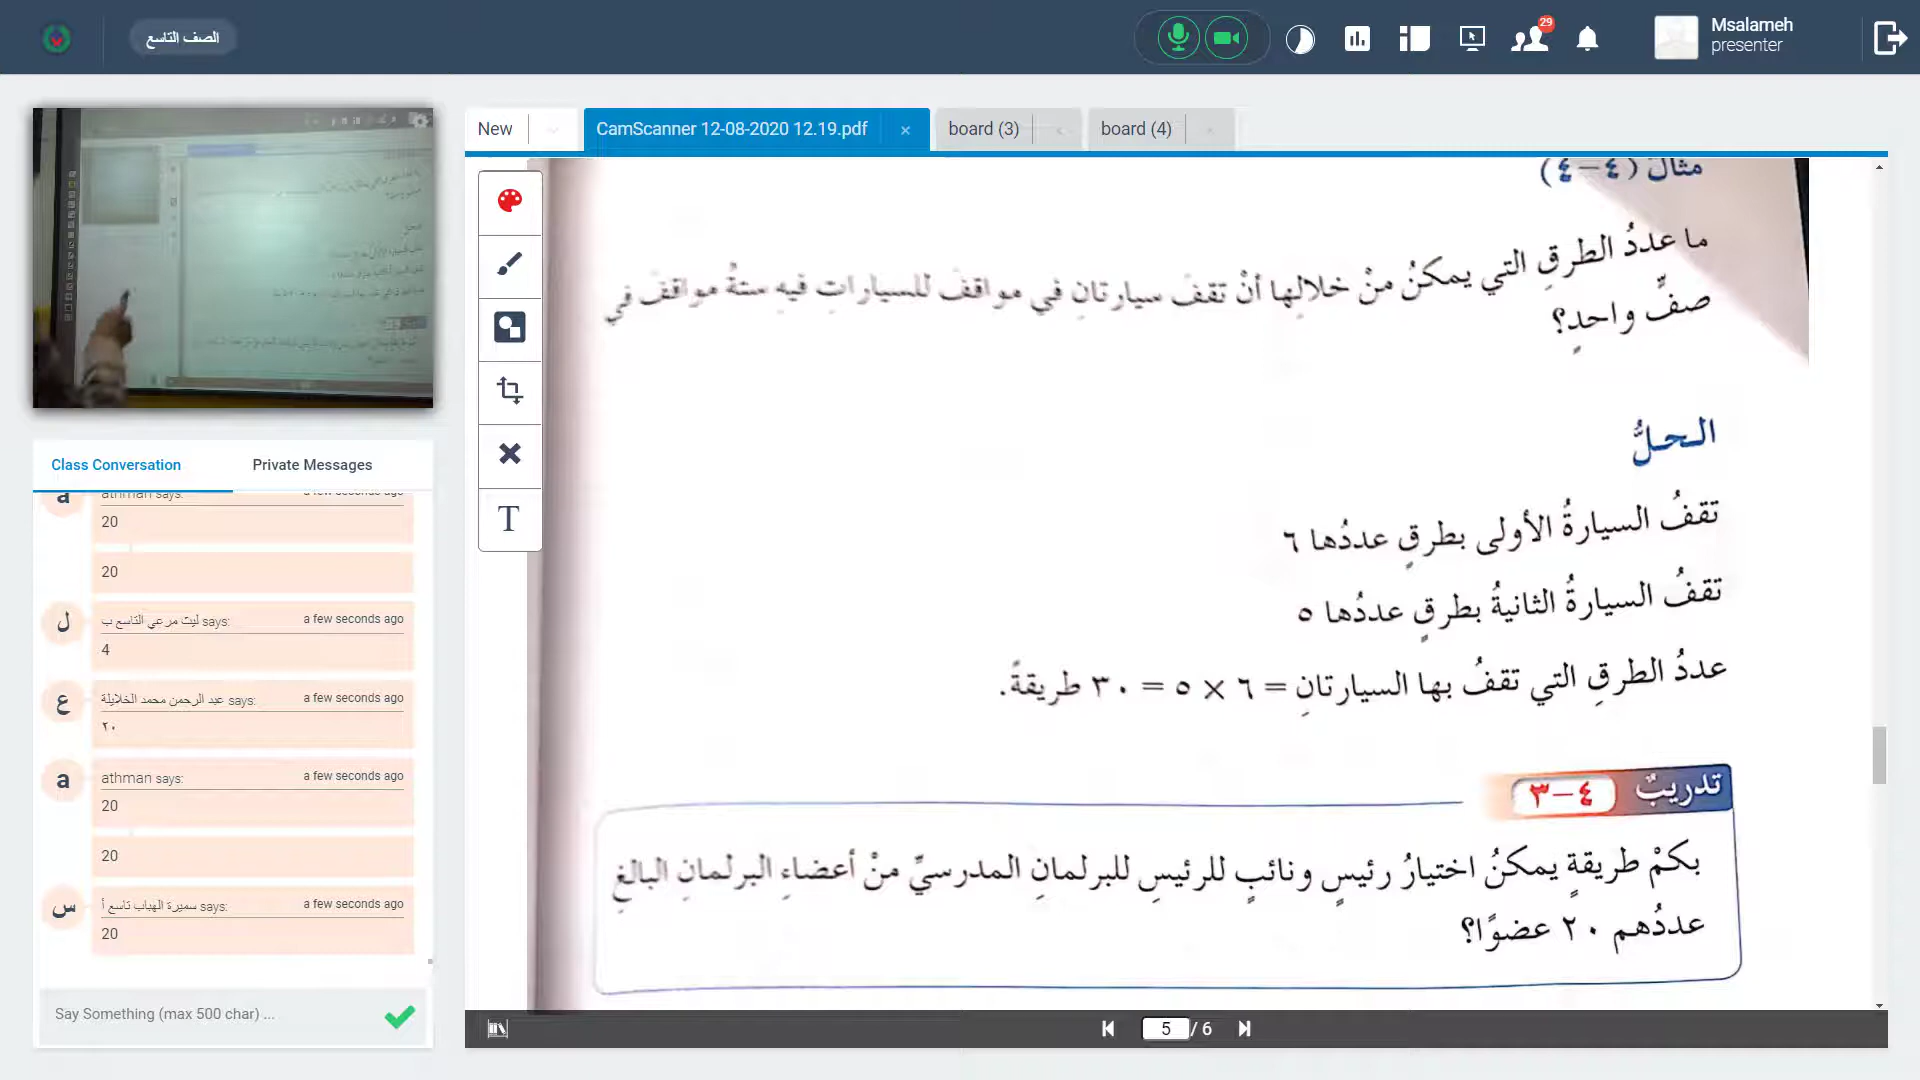 الصف التاسع
29
Msalameh
presenter
New
CamScanner 12-08-2020 12.19.pdf
×
board (3)
board (4)
Class Conversation
Private Messages
a
athman says:
a few seconds ago
20
20
ل
ليث مرعي التاسع ب says:
a few seconds ago
4
ع
عبد الرحمن محمد الخلايلة says:
a few seconds ago
٢٠
a
athman says:
a few seconds ago
20
20
س
سميرة الهباب تاسع أ says:
a few seconds ago
20
Say Something (max 500 char) ...
T
مثال (٤-٤)
ما عددُ الطرقِ التي يمكنُ منْ خلالِها أنْ تقفَ سيارتانِ في مواقفَ للسياراتِ فيهِ ستةُ مواقفَ في
صفٍّ واحدٍ؟
الحلُّ
تقفُ السيارةُ الأولى بطرقٍ عددُها ٦
تقفُ السيارةُ الثانيةُ بطرقٍ عددُها ٥
عددُ الطرقِ التي تقفُ بها السيارتانِ = ٦ × ٥ = ٣٠ طريقةً.
تدريبٌ ٤-٣
بكمْ طريقةٍ يمكنُ اختيارُ رئيسٍ ونائبٍ للرئيسِ للبرلمانِ المدرسيِّ منْ أعضاءِ البرلمانِ البالغِ
عددُهم ٢٠ عضوًا؟
5 / 6